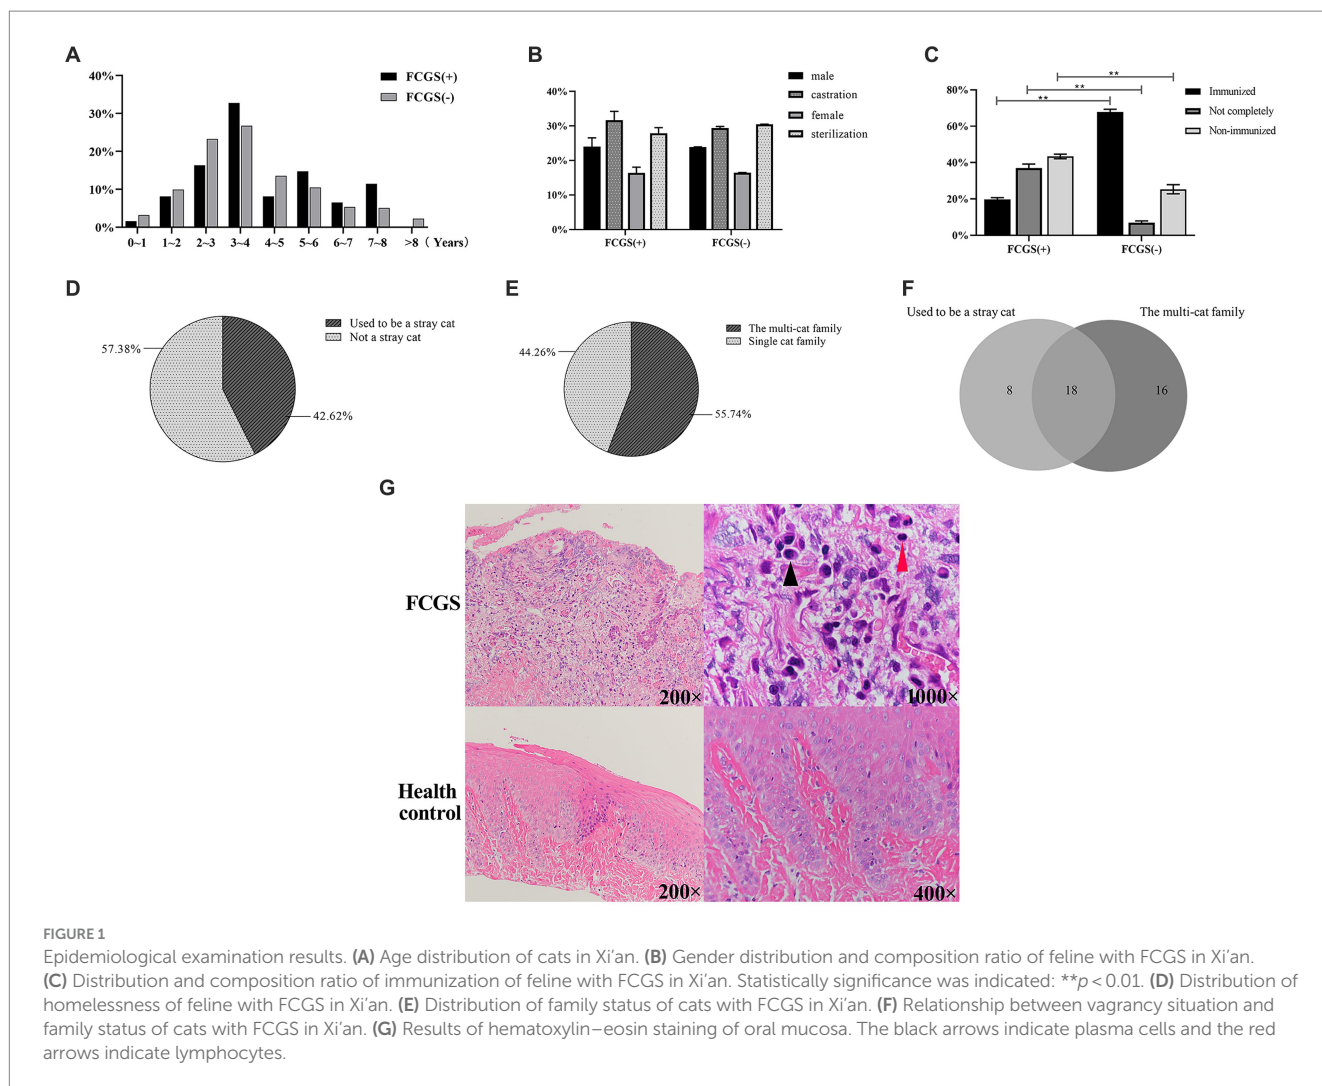 A
40%
30%
20%
10%
0%
FCGS(+)
FCGS(-)
0~1 1~2 2~3 3~4 4~5 5~6 6~7 7~8 >8 ( Years)
B
40%
30%
20%
10%
0%
male
castration
female
sterilization
FCGS(+) FCGS(-)
C
80%
60%
40%
20%
0%
**
**
**
Immunized
Not completely
Non-immunized
FCGS(+) FCGS(-)
D
57.38%
42.62%
Used to be a stray cat
Not a stray cat
E
44.26%
55.74%
The multi-cat family
Single cat family
F
Used to be a stray cat The multi-cat family
8 18 16
G
FCGS
200× 1000×
Health
control
200× 400×
FIGURE 1
Epidemiological examination results. (A) Age distribution of cats in Xi'an. (B) Gender distribution and composition ratio of feline with FCGS in Xi'an.
(C) Distribution and composition ratio of immunization of feline with FCGS in Xi'an. Statistically significance was indicated: **p < 0.01. (D) Distribution of
homelessness of feline with FCGS in Xi'an. (E) Distribution of family status of cats with FCGS in Xi'an. (F) Relationship between vagrancy situation and
family status of cats with FCGS in Xi'an. (G) Results of hematoxylin–eosin staining of oral mucosa. The black arrows indicate plasma cells and the red
arrows indicate lymphocytes.